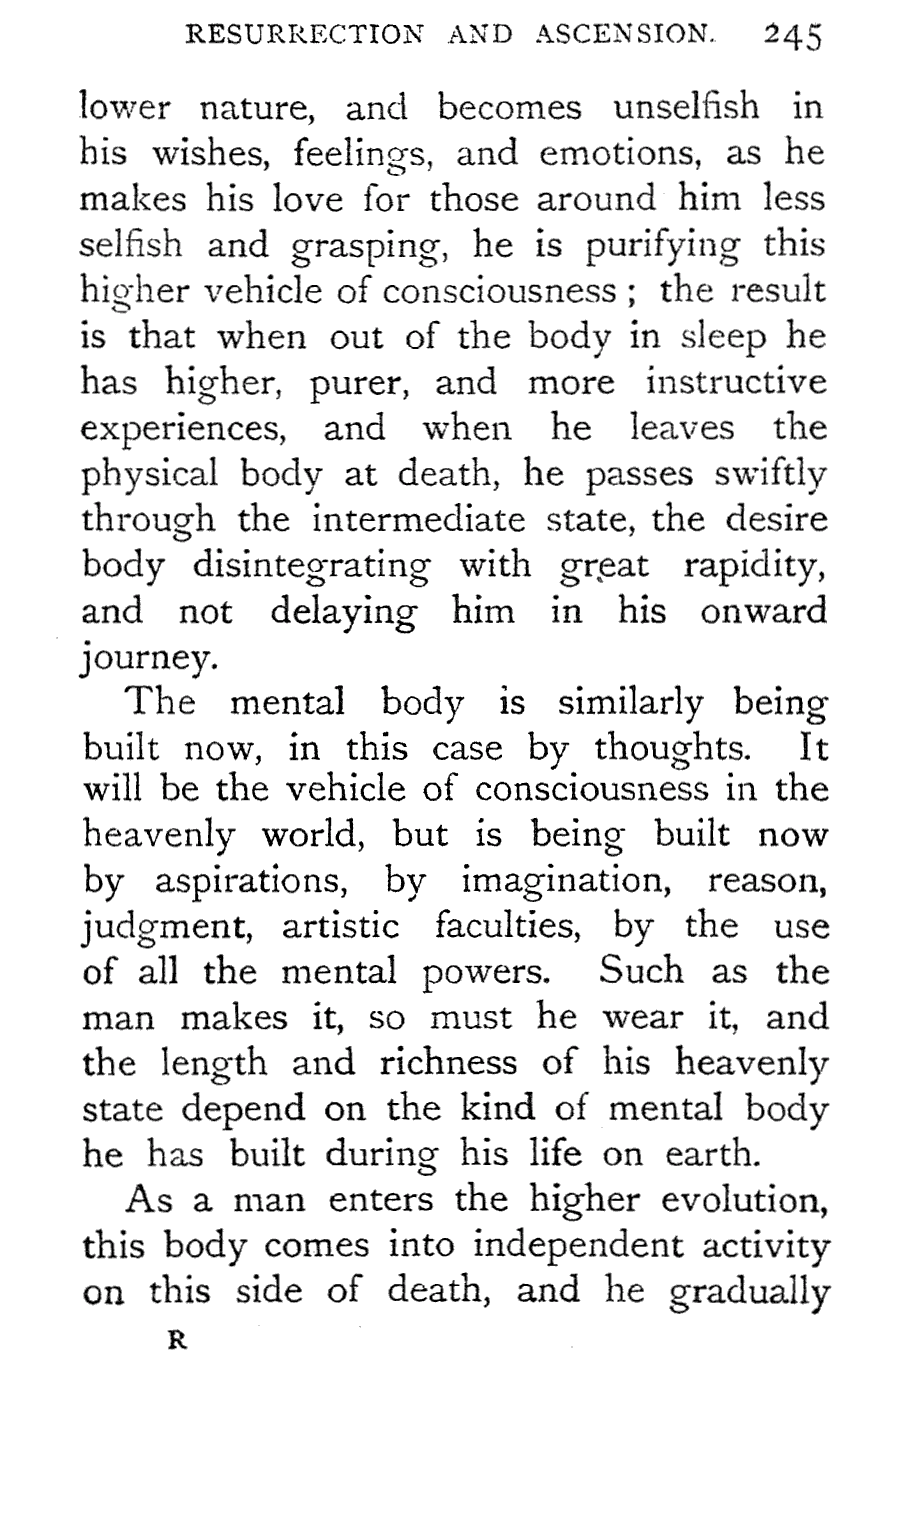 RESURRECTION AND ASCENSION. 245
lower nature, and becomes unselfish in
his wishes, feelings, and emotions, as he
makes his love for those around him less
selfish and grasping, he is purifying this
higher vehicle of consciousness ; the result
is that when out of the body in sleep he
has higher, purer, and more instructive
experiences, and when he leaves the
physical body at death, he passes swiftly
through the intermediate state, the desire
body disintegrating with great rapidity,
and not delaying him in his onward
journey.
The mental body is similarly being
built now, in this case by thoughts. It
will be the vehicle of consciousness in the
heavenly world, but is being built now
by aspirations, by imagination, reason,
judgment, artistic faculties, by the use
of all the mental powers. Such as the
man makes it, so must he wear it, and
the length and richness of his heavenly
state depend on the kind of mental body
he has built during his life on earth.
As a man enters the higher evolution,
this body comes into independent activity
on this side of death, and he gradually
R